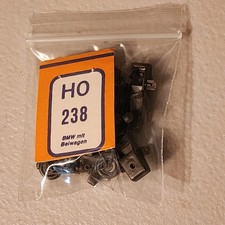 HO
238
BMW mit
Beiwagen